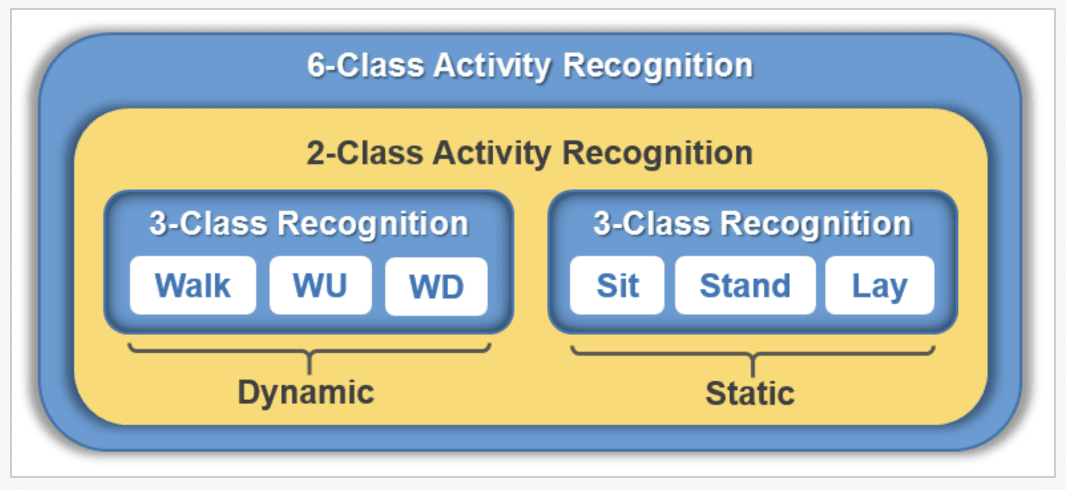 6-Class Activity Recognition
2-Class Activity Recognition
3-Class Recognition
Walk WU WD
Dynamic
3-Class Recognition
Sit Stand Lay
Static